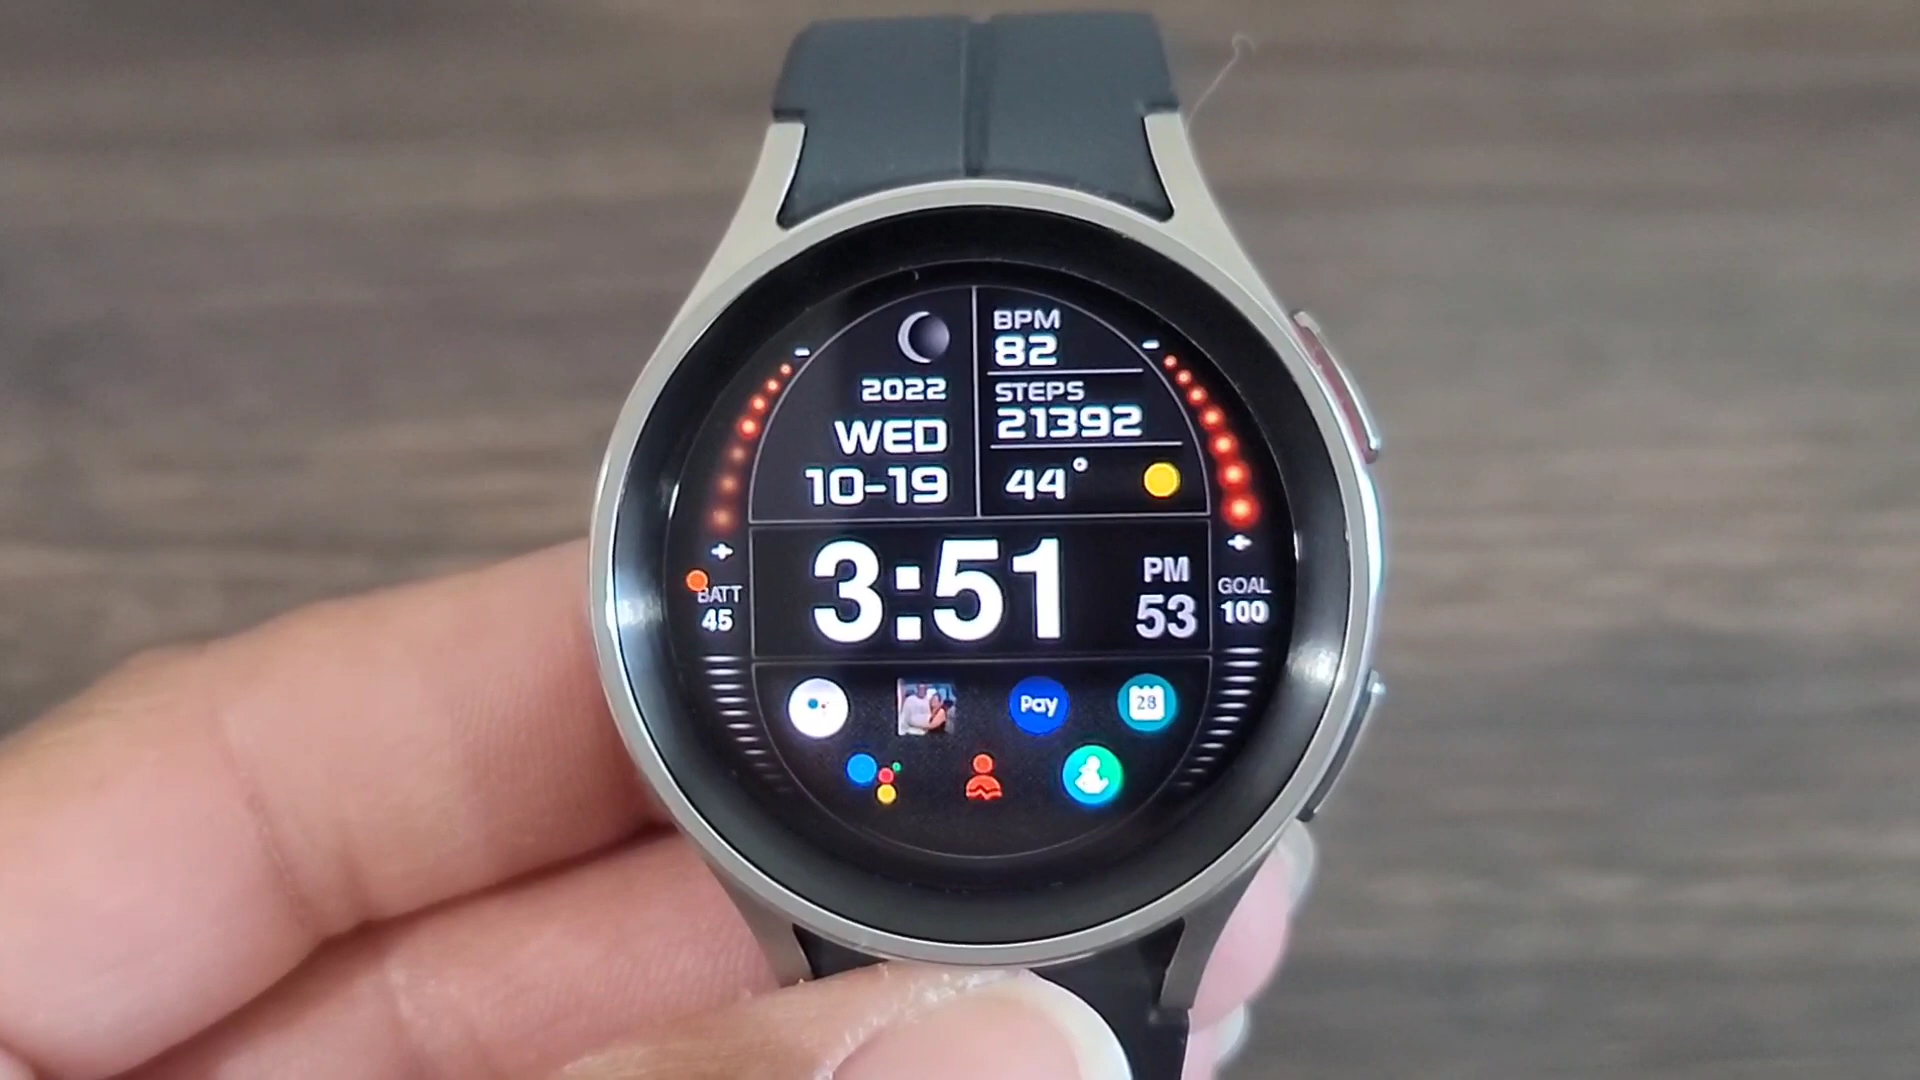 2022
WED
10-19
BPM
82
STEPS
21392
44°
BATT
45
3:51
PM
53
GOAL
100
Pay
28